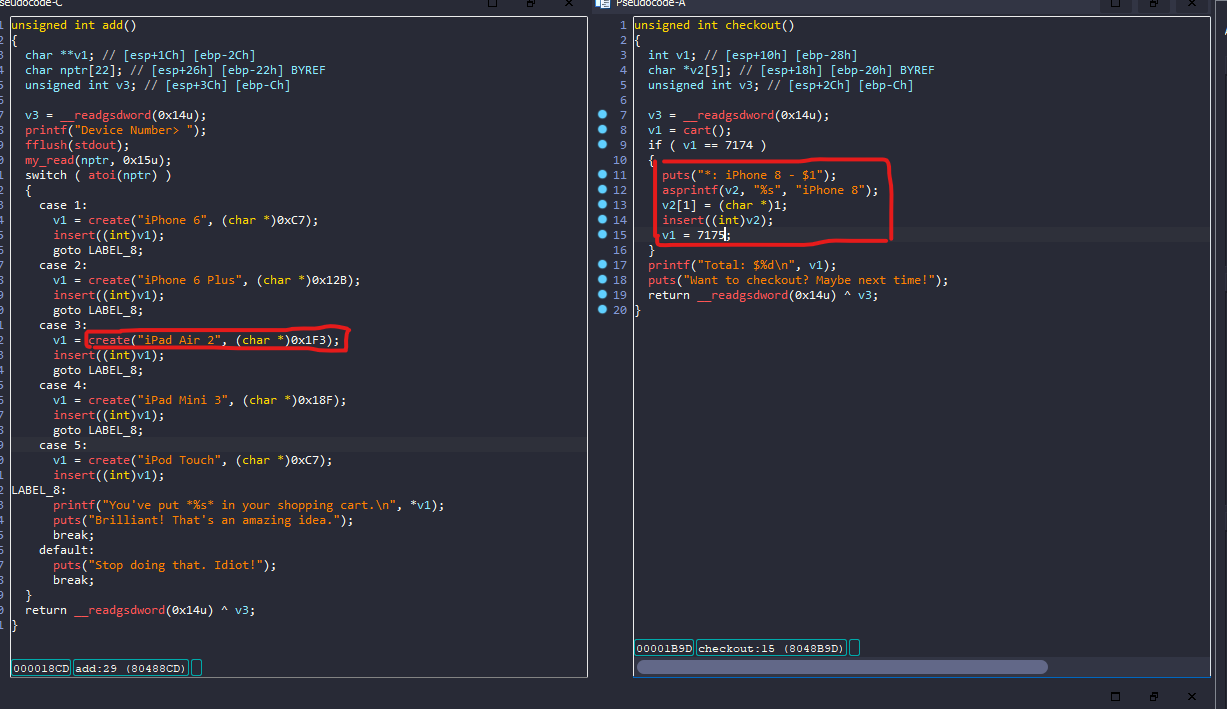 Pseudocode-C
unsigned int add()
{
char **v1; // [esp+1Ch] [ebp-2Ch]
char nptr[22]; // [esp+26h] [ebp-22h] BYREF
unsigned int v3; // [esp+3Ch] [ebp-Ch]
v3 = __readgsdword(0x14u);
printf("Device Number> ");
fflush(stdout);
my_read(nptr, 0x15u);
switch ( atoi(nptr) )
{
case 1:
v1 = create("iPhone 6", (char *)0xC7);
insert((int)v1);
goto LABEL_8;
case 2:
v1 = create("iPhone 6 Plus", (char *)0x12B);
insert((int)v1);
goto LABEL_8;
case 3:
v1 = create("iPad Air 2", (char *)0x1F3);
insert((int)v1);
goto LABEL_8;
case 4:
v1 = create("iPad Mini 3", (char *)0x18F);
insert((int)v1);
goto LABEL_8;
case 5:
v1 = create("iPod Touch", (char *)0xC7);
insert((int)v1);
LABEL_8:
printf("You've put *%s* in your shopping cart.\n", *v1);
puts("Brilliant! That's an amazing idea.");
break;
default:
puts("Stop doing that. Idiot!");
break;
}
return __readgsdword(0x14u) ^ v3;
}
000018CD add:29 (80488CD)
Pseudocode-A
1 unsigned int checkout()
2 {
3 int v1; // [esp+10h] [ebp-28h]
4 char *v2[5]; // [esp+18h] [ebp-20h] BYREF
5 unsigned int v3; // [esp+2Ch] [ebp-Ch]
6
7 v3 = __readgsdword(0x14u);
8 v1 = cart();
9 if ( v1 == 7174 )
10 {
11 puts("*: iPhone 8 - $1");
12 asprintf(v2, "%s", "iPhone 8");
13 v2[1] = (char *)1;
14 insert((int)v2);
15 v1 = 7175;
16 }
17 printf("Total: $%d\n", v1);
18 puts("Want to checkout? Maybe next time!");
19 return __readgsdword(0x14u) ^ v3;
20 }
00001B9D checkout:15 (8048B9D)